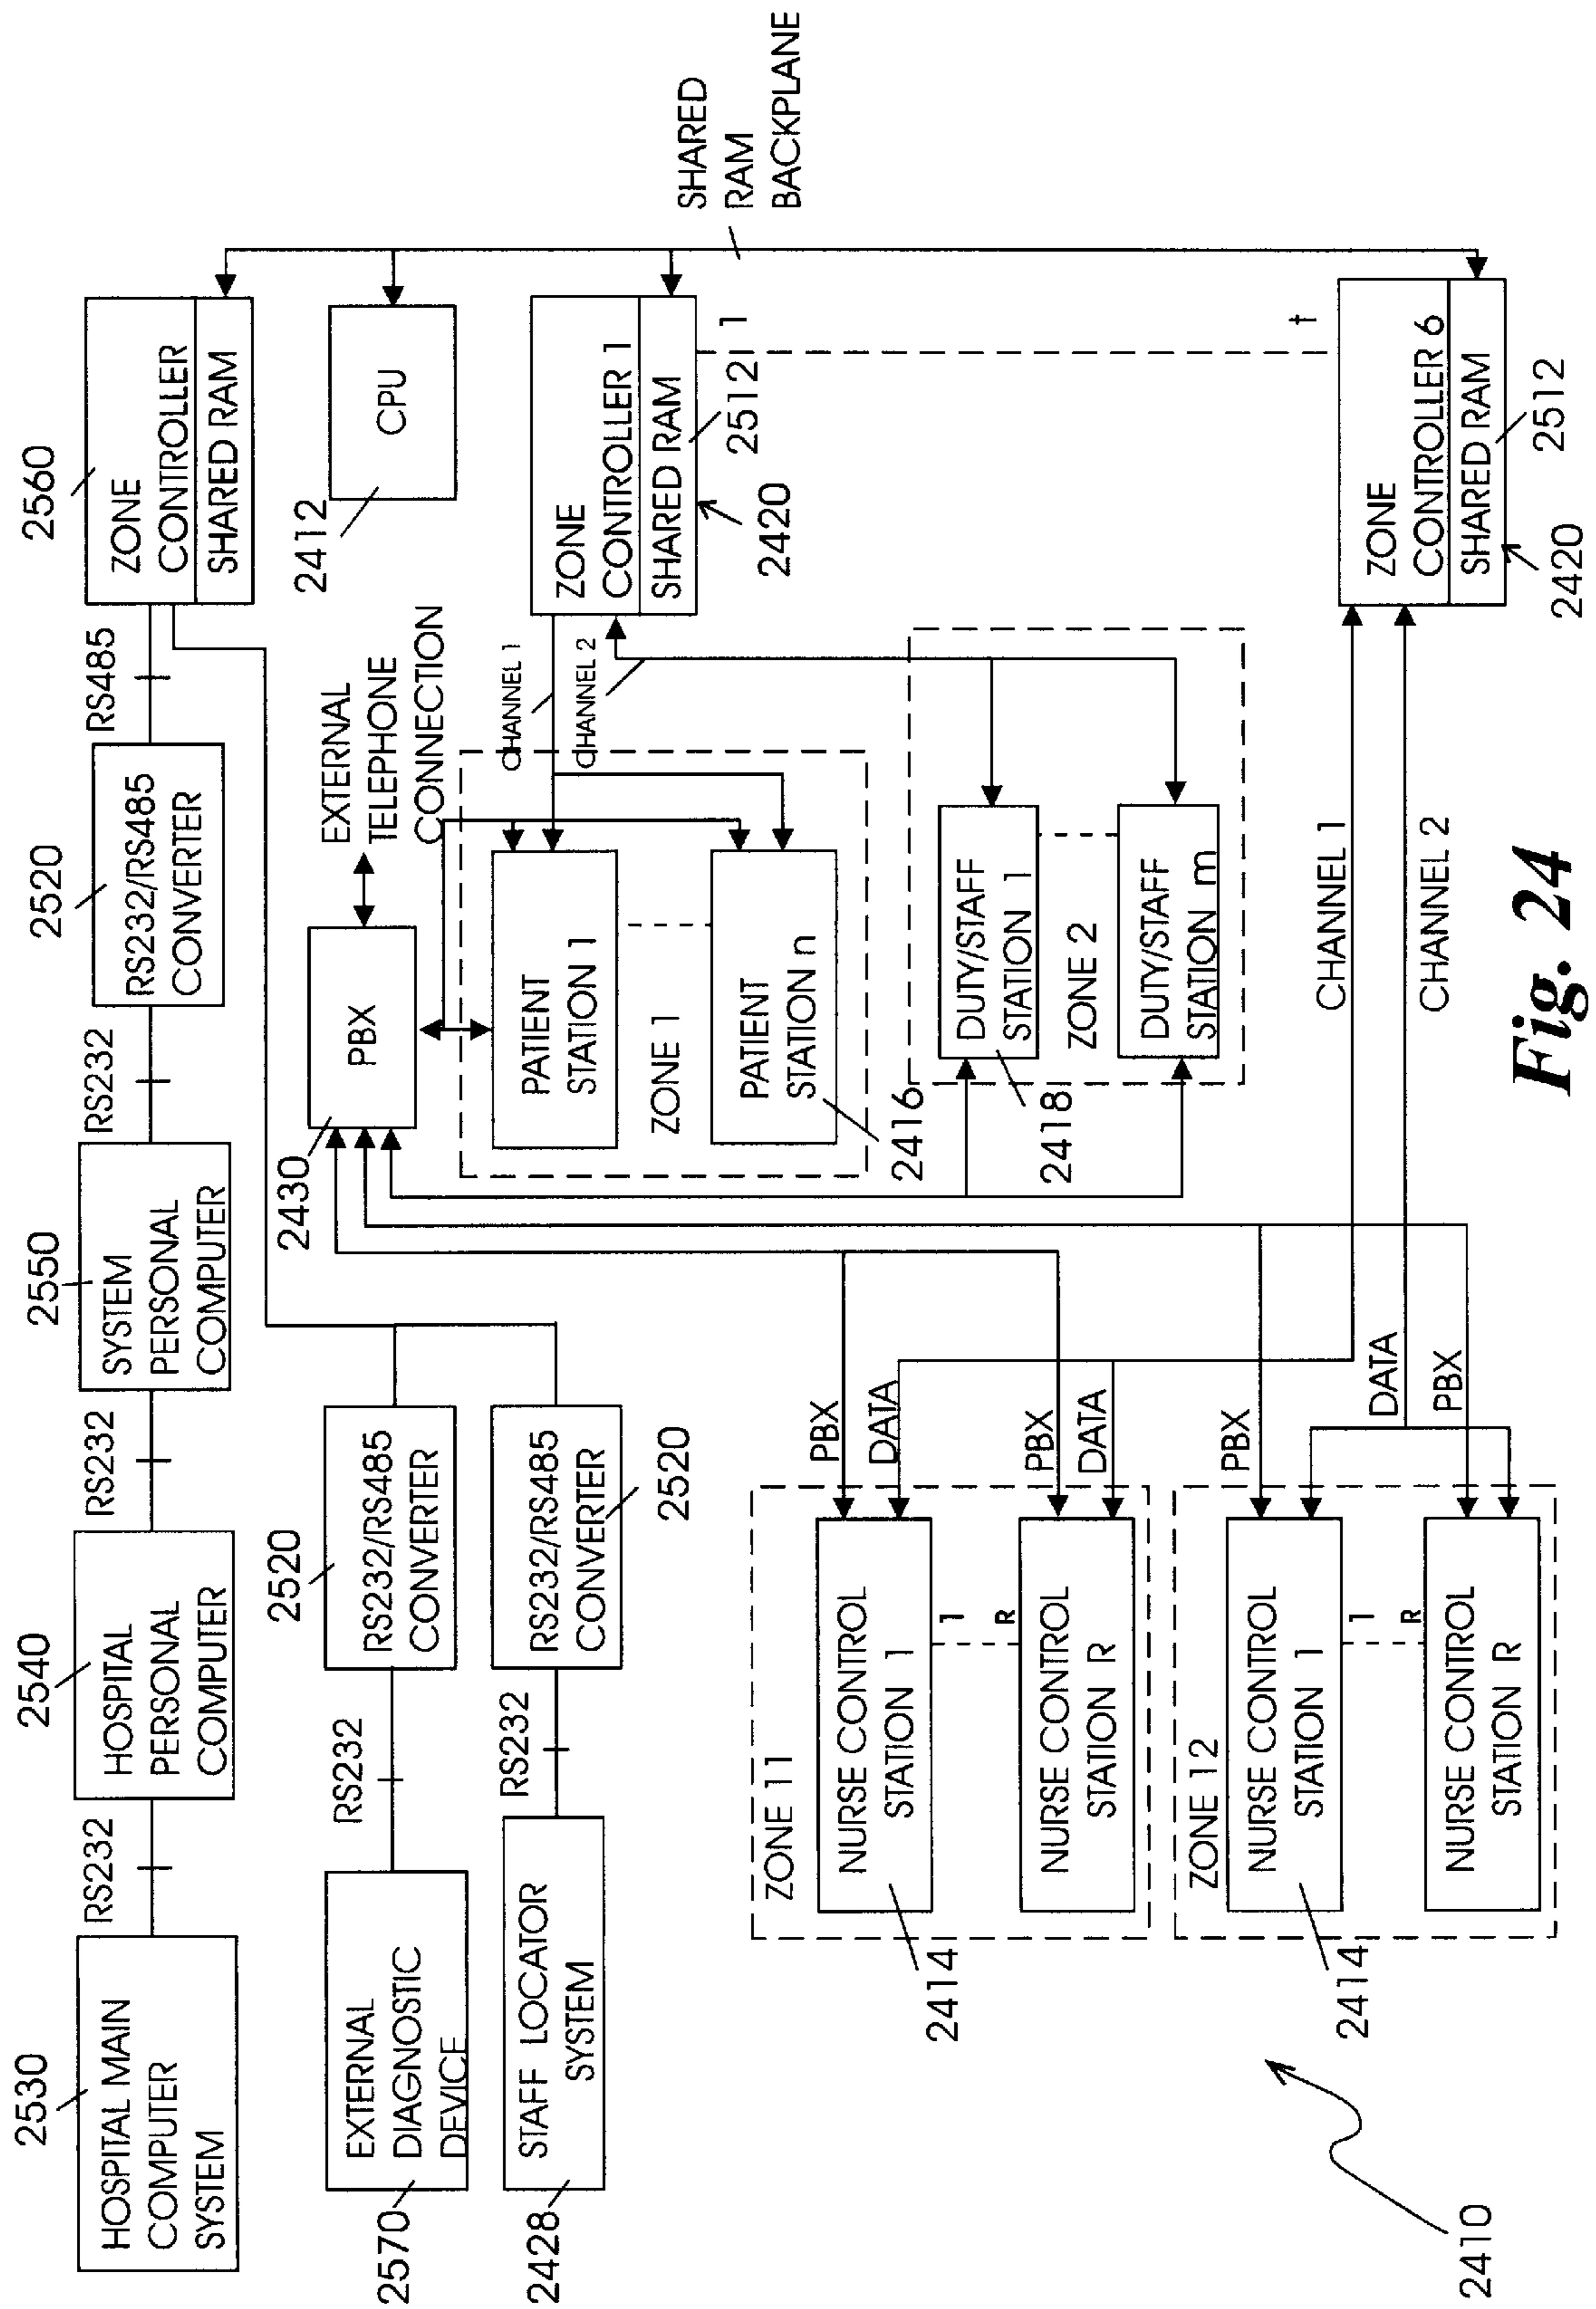 2530
HOSPITAL MAIN
COMPUTER
SYSTEM
RS232
2540
HOSPITAL
PERSONAL
COMPUTER
RS232
2550
SYSTEM
PERSONAL
COMPUTER
RS232
2520
RS232/RS485
CONVERTER
RS485
2560
ZONE
CONTROLLER
SHARED RAM
2570
EXTERNAL
DIAGNOSTIC
DEVICE
RS232
2520
RS232/RS485
CONVERTER
2428
STAFF LOCATOR
SYSTEM
RS232
RS232/RS485
CONVERTER
2520
2430
PBX
EXTERNAL
TELEPHONE
CONNECTION
2412
CPU
SHARED
RAM
BACKPLANE
PATIENT
STATION 1
ZONE 1
PATIENT
STATION n
2416
CHANNEL 1
CHANNEL 2
ZONE
CONTROLLER 1
SHARED RAM
2512
2420
1
t
DUTY/STAFF
STATION 1
2418
ZONE 2
DUTY/STAFF
STATION m
ZONE 11
NURSE CONTROL
STATION 1
2414
1
R
NURSE CONTROL
STATION R
PBX
DATA
PBX
DATA
CHANNEL 1
CHANNEL 2
ZONE 12
NURSE CONTROL
STATION 1
2414
1
R
NURSE CONTROL
STATION R
PBX
DATA
PBX
ZONE
CONTROLLER 6
SHARED RAM
2512
2420
2410
Fig. 24